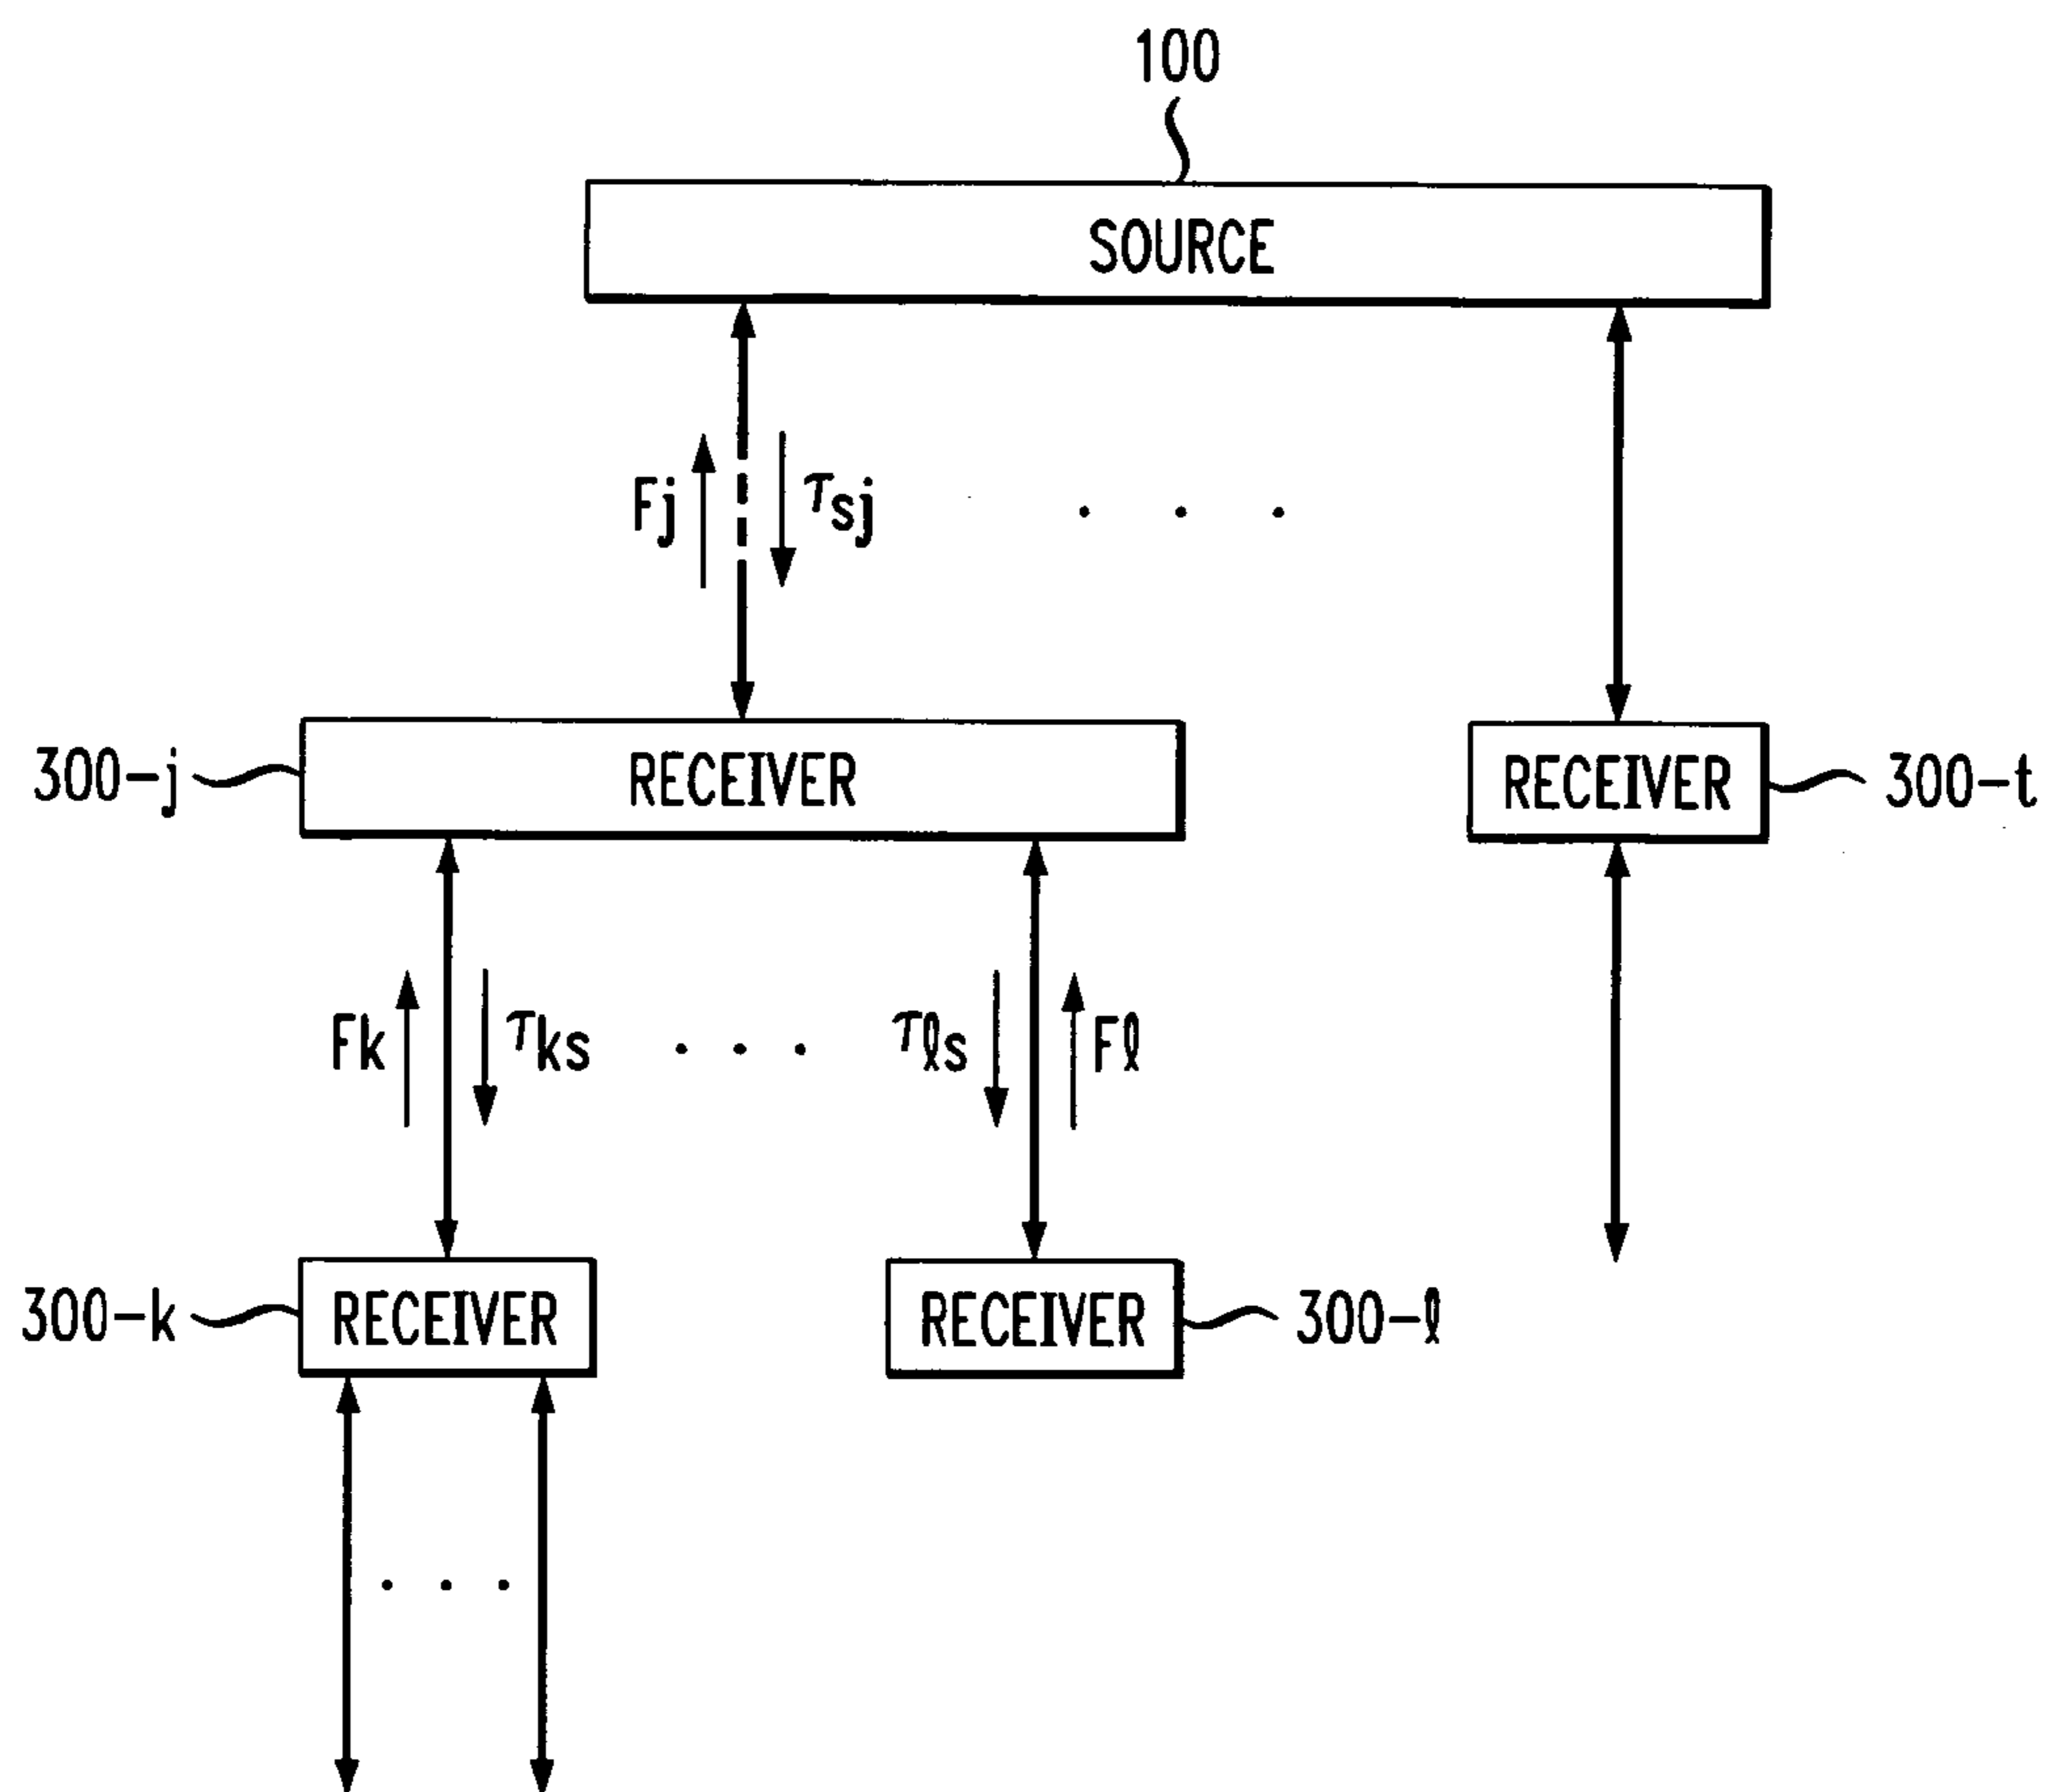 100
SOURCE
Fj
τsj
. . .
300-j
RECEIVER
RECEIVER
300-t
Fk
τks
. . .
τℓs
Fℓ
300-k
RECEIVER
RECEIVER
300-ℓ
. . .